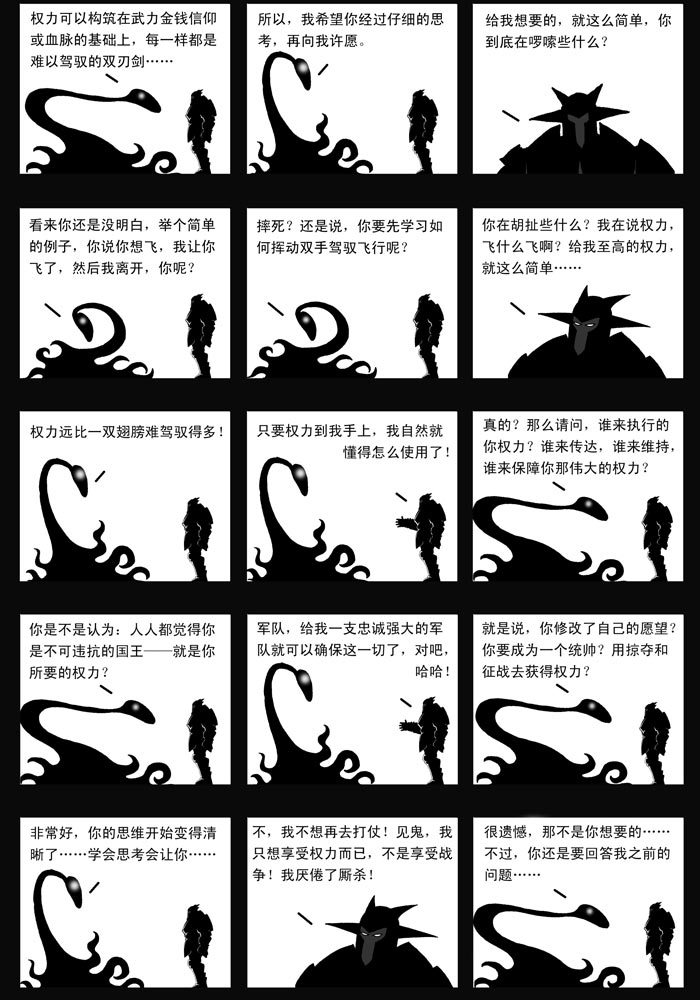 权力可以构筑在武力金钱信仰
或血脉的基础上，每一样都是
难以驾驭的双刃剑……
所以，我希望你经过仔细的思
考，再向我许愿。
给我想要的，就这么简单，你
到底在啰嗦些什么？
看来你还是没明白，举个简单
的例子，你说你想飞，我让你
飞了，然后我离开，你呢？
摔死？还是说，你要先学习如
何挥动双手驾驭飞行呢？
你在胡扯些什么？我在说权力，
飞什么飞啊？给我至高的权力，
就这么简单……
权力远比一双翅膀难驾驭得多！
只要权力到我手上，我自然就
懂得怎么使用了！
真的？那么请问，谁来执行的
你权力？谁来传达，谁来维持，
谁来保障你那伟大的权力？
你是不是认为：人人都觉得你
是不可违抗的国王——就是你
所要的权力？
军队，给我一支忠诚强大的军
队就可以确保这一切了，对吧，
哈哈！
就是说，你修改了自己的愿望？
你要成为一个统帅？用掠夺和
征战去获得权力？
非常好，你的思维开始变得清
晰了……学会思考会让你……
不，我不想再去打仗！见鬼，我
只想享受权力而已，不是享受战
争！我厌倦了厮杀！
很遗憾，那不是你想要的……
不过，你还是要回答我之前的
问题……